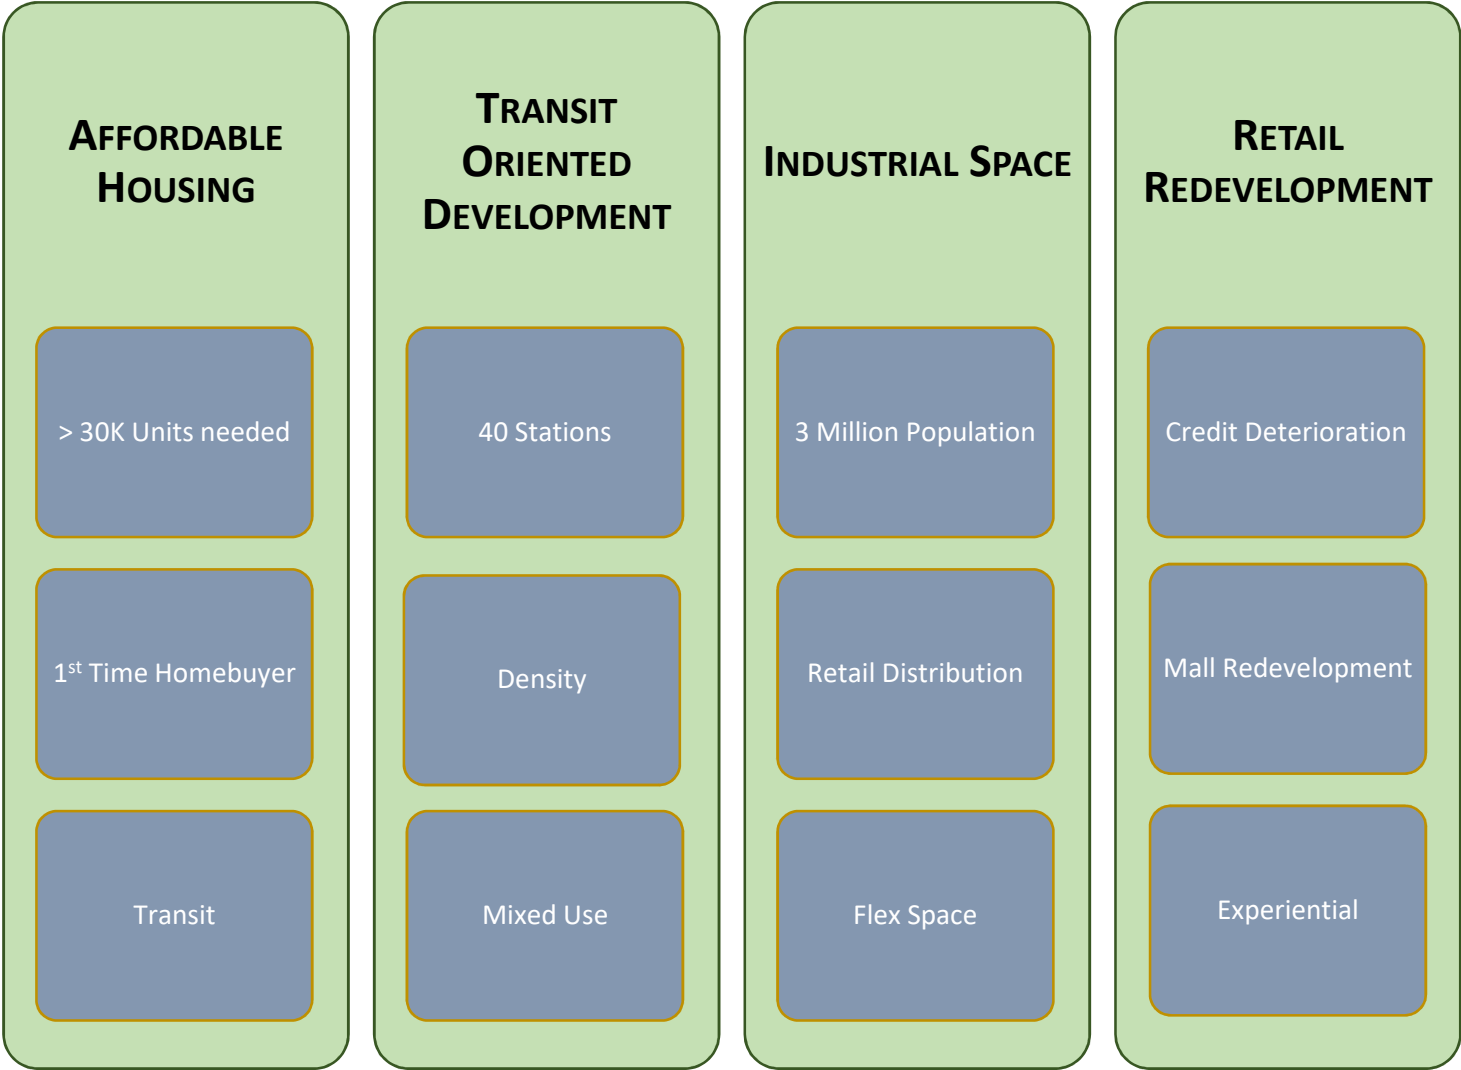 AFFORDABLE
HOUSING
> 30K Units needed
1st Time Homebuyer
Transit
TRANSIT
ORIENTED
DEVELOPMENT
40 Stations
Density
Mixed Use
INDUSTRIAL SPACE
3 Million Population
Retail Distribution
Flex Space
RETAIL
REDEVELOPMENT
Credit Deterioration
Mall Redevelopment
Experiential